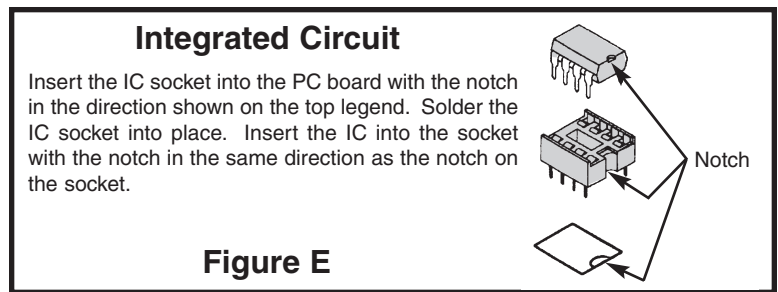 Integrated Circuit
Insert the IC socket into the PC board with the notch
in the direction shown on the top legend. Solder the
IC socket into place. Insert the IC into the socket
with the notch in the same direction as the notch on
the socket.
Notch
Figure E